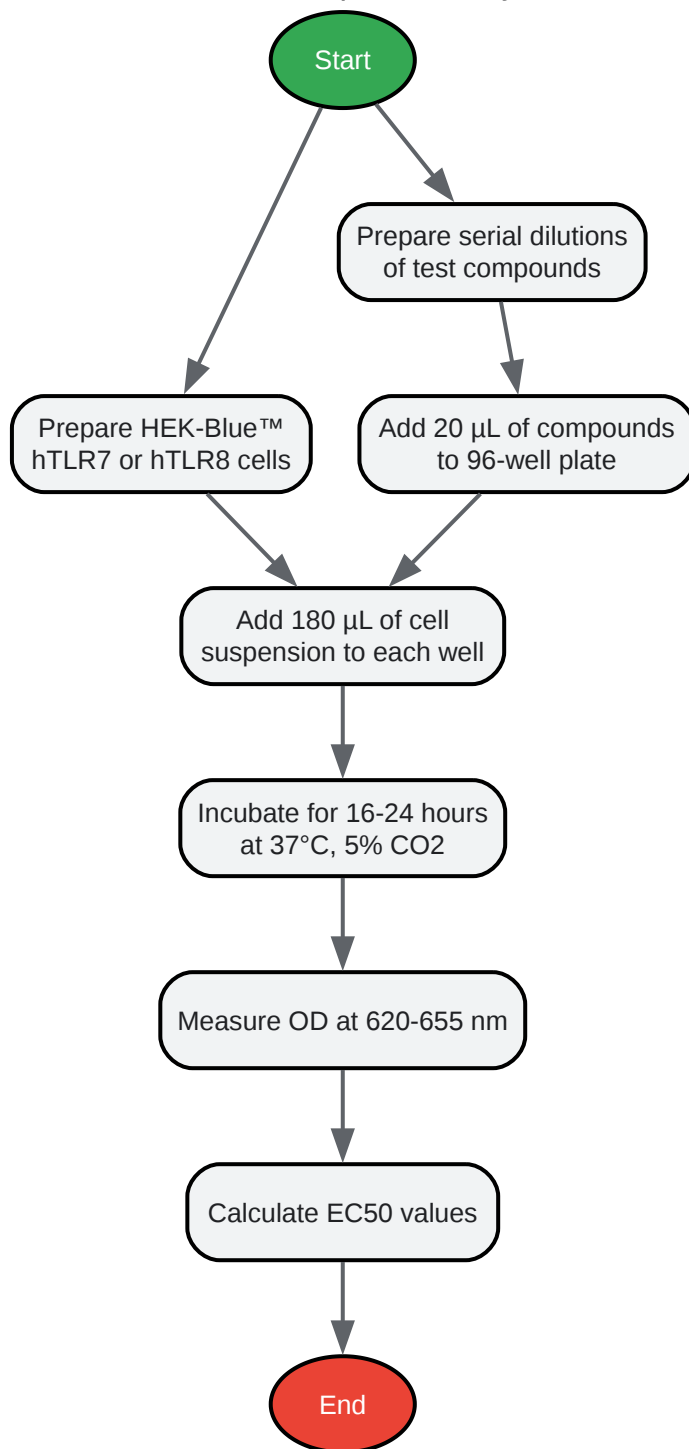 Start
Prepare serial dilutions
of test compounds
Prepare HEK-Blue™
hTLR7 or hTLR8 cells
Add 20 µL of compounds
to 96-well plate
Add 180 µL of cell
suspension to each well
Incubate for 16-24 hours
at 37°C, 5% CO2
Measure OD at 620-655 nm
Calculate EC50 values
End